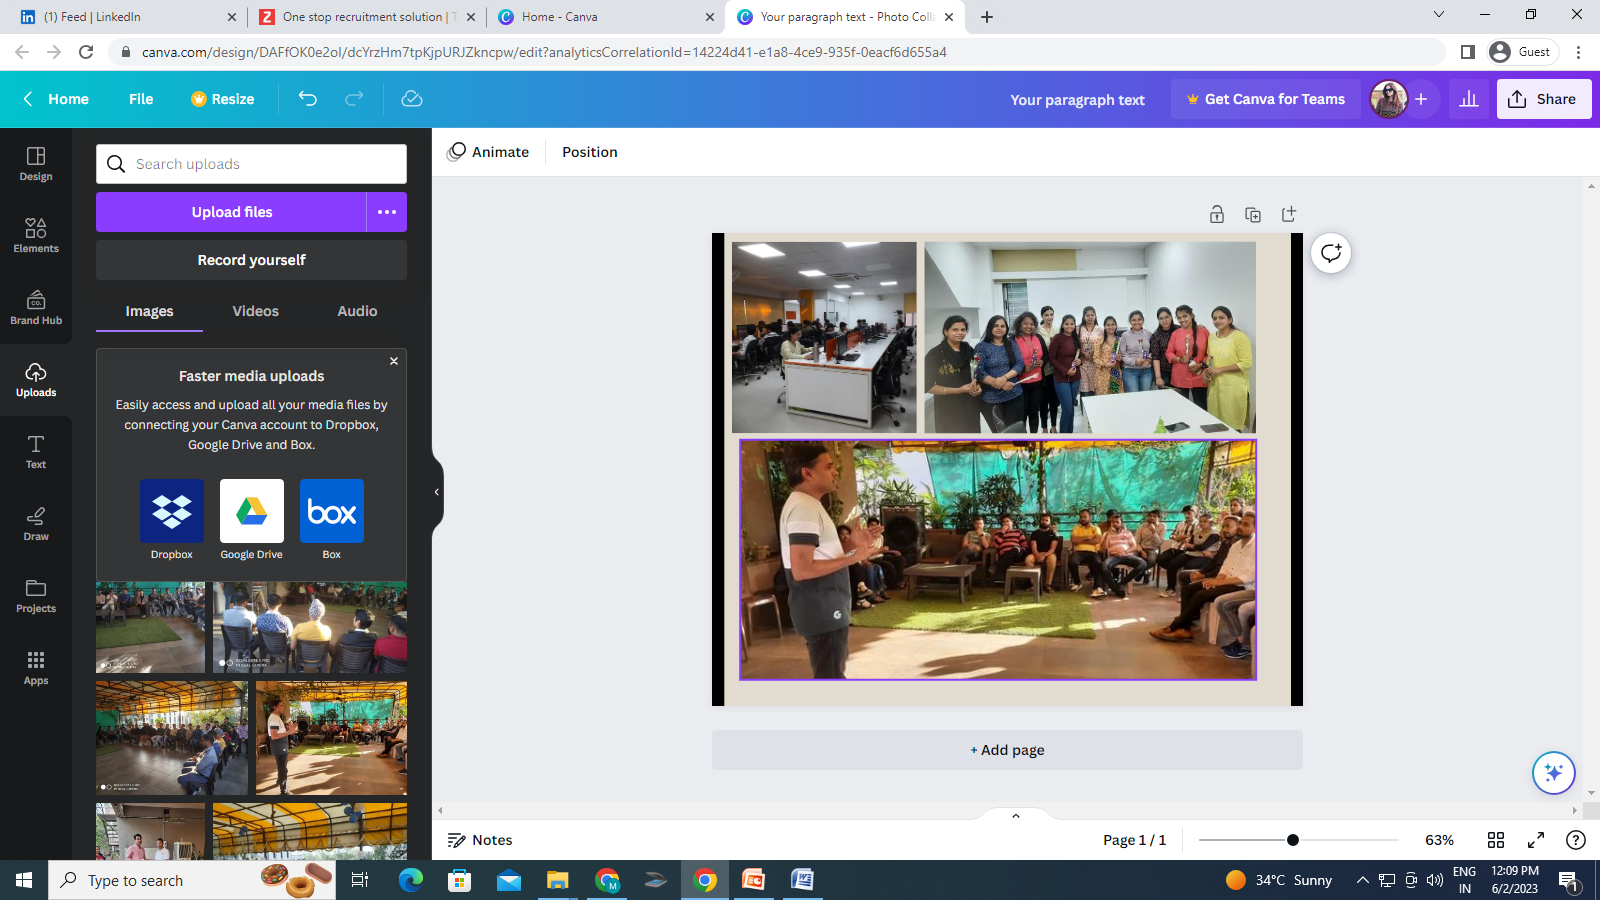 (1) Feed | LinkedIn
One stop recruitment solution | T
Home - Canva
Your paragraph text - Photo Colla
canva.com/design/DAFfOK0e2oI/dcYrzHm7tpKjpURJZkncpw/edit?analyticsCorrelationId=14224d41-e1a8-4ce9-935f-0eacf6d655a4
Guest
Home
File
Resize
Your paragraph text
Get Canva for Teams
Share
Design
Elements
Brand Hub
Uploads
Text
Draw
Projects
Apps
Search uploads
Upload files
Record yourself
Images
Videos
Audio
Faster media uploads
Easily access and upload all your media files by
connecting your Canva account to Dropbox,
Google Drive and Box.
box
Dropbox
Google Drive
Box
Animate
Position
+ Add page
Notes
Page 1 / 1
63%
Type to search
34°C Sunny
ENG
IN
12:09 PM
6/2/2023
1